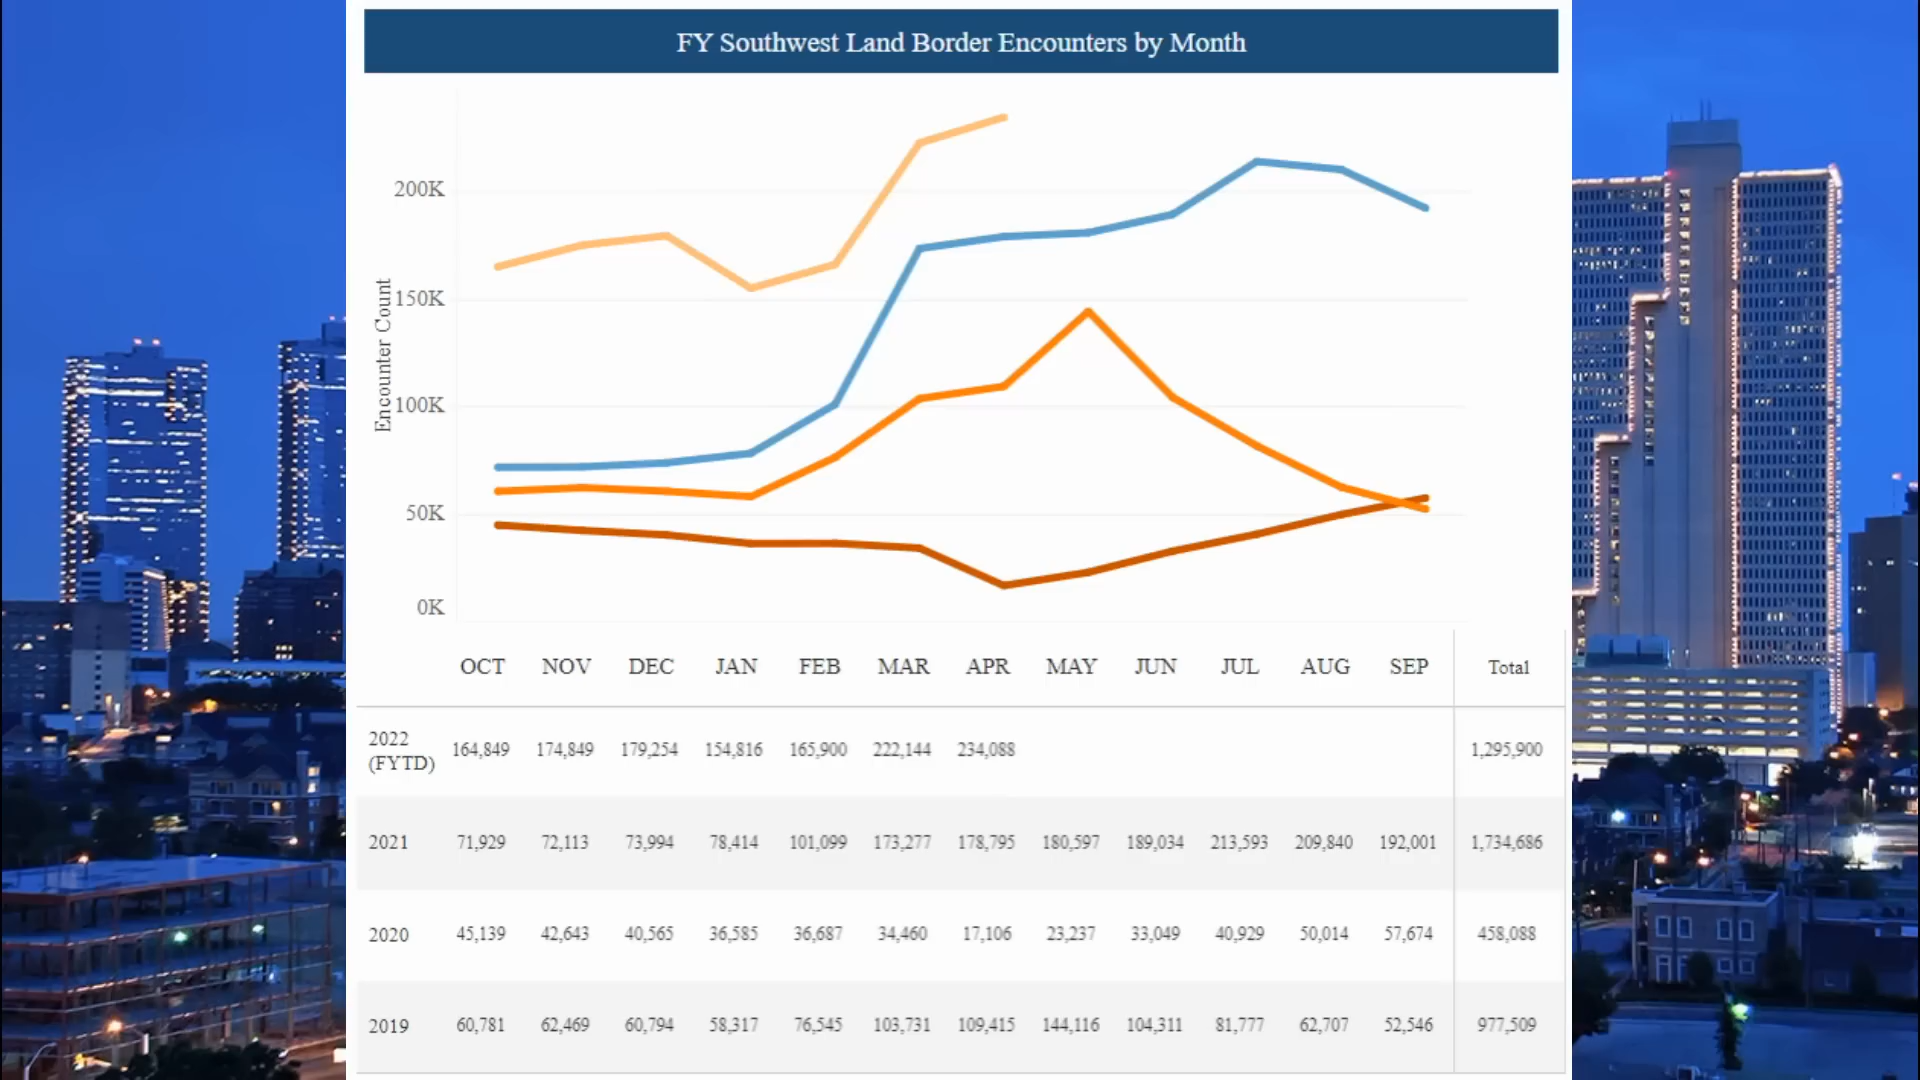 FY Southwest Land Border Encounters by Month
Encounter Count
200K
150K
100K
50K
0K
OCT NOV DEC JAN FEB MAR APR MAY JUN JUL AUG SEP Total
2022 (FYTD) 164,849 174,849 179,254 154,816 165,900 222,144 234,088 1,295,900
2021 71,929 72,113 73,994 78,414 101,099 173,277 178,795 180,597 189,034 213,593 209,840 192,001 1,734,686
2020 45,139 42,643 40,565 36,585 36,687 34,460 17,106 23,237 33,049 40,929 50,014 57,674 458,088
2019 60,781 62,469 60,794 58,317 76,545 103,731 109,415 144,116 104,311 81,777 62,707 52,546 977,509